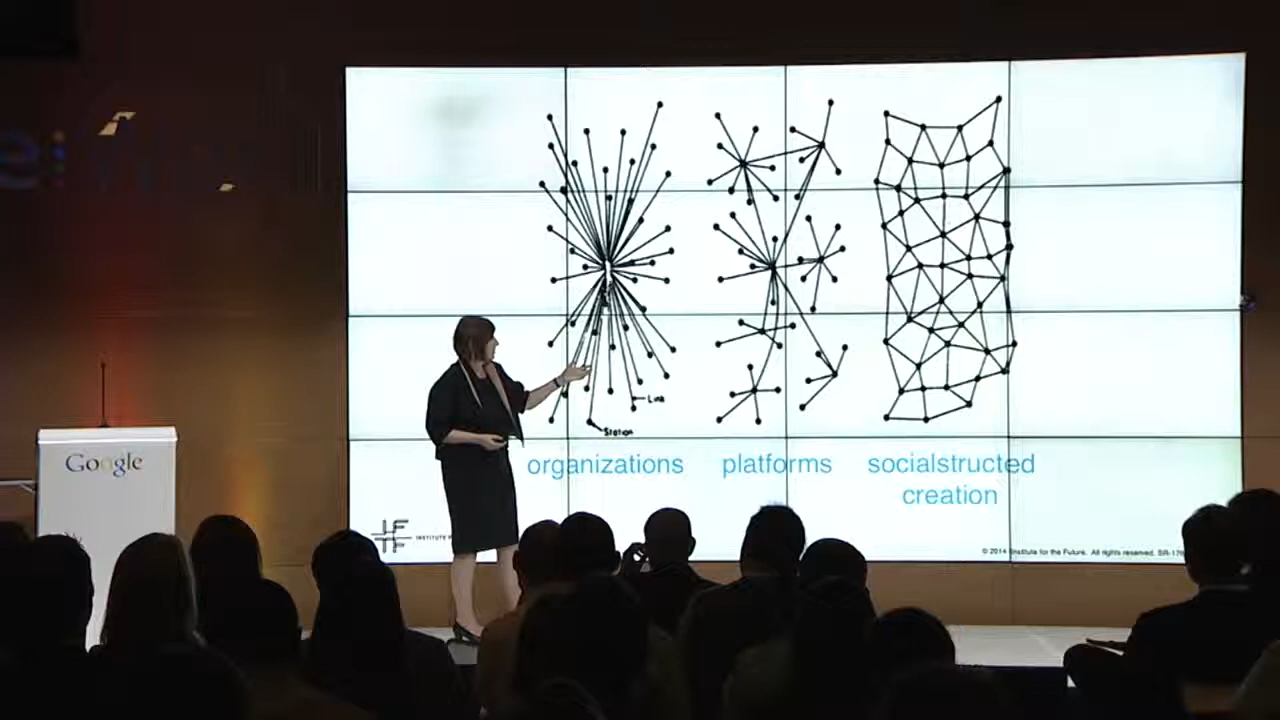 Link
Station
Google
organizations
platforms
socialstructed
creation
© 2014 Institute for the Future. All rights reserved.